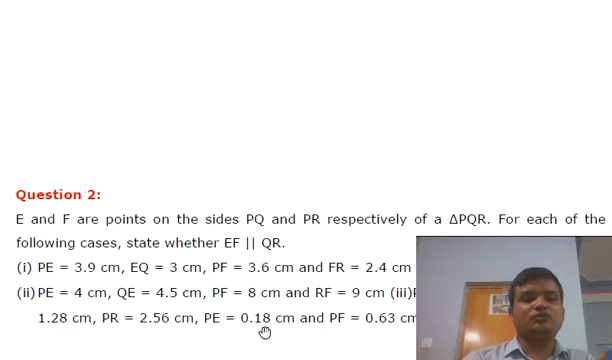 Question 2:
E and F are points on the sides PQ and PR respectively of a ΔPQR. For each of the
following cases, state whether EF || QR.
(i) PE = 3.9 cm, EQ = 3 cm, PF = 3.6 cm and FR = 2.4 cm
(ii) PE = 4 cm, QE = 4.5 cm, PF = 8 cm and RF = 9 cm (iii)
1.28 cm, PR = 2.56 cm, PE = 0.18 cm and PF = 0.63 cm